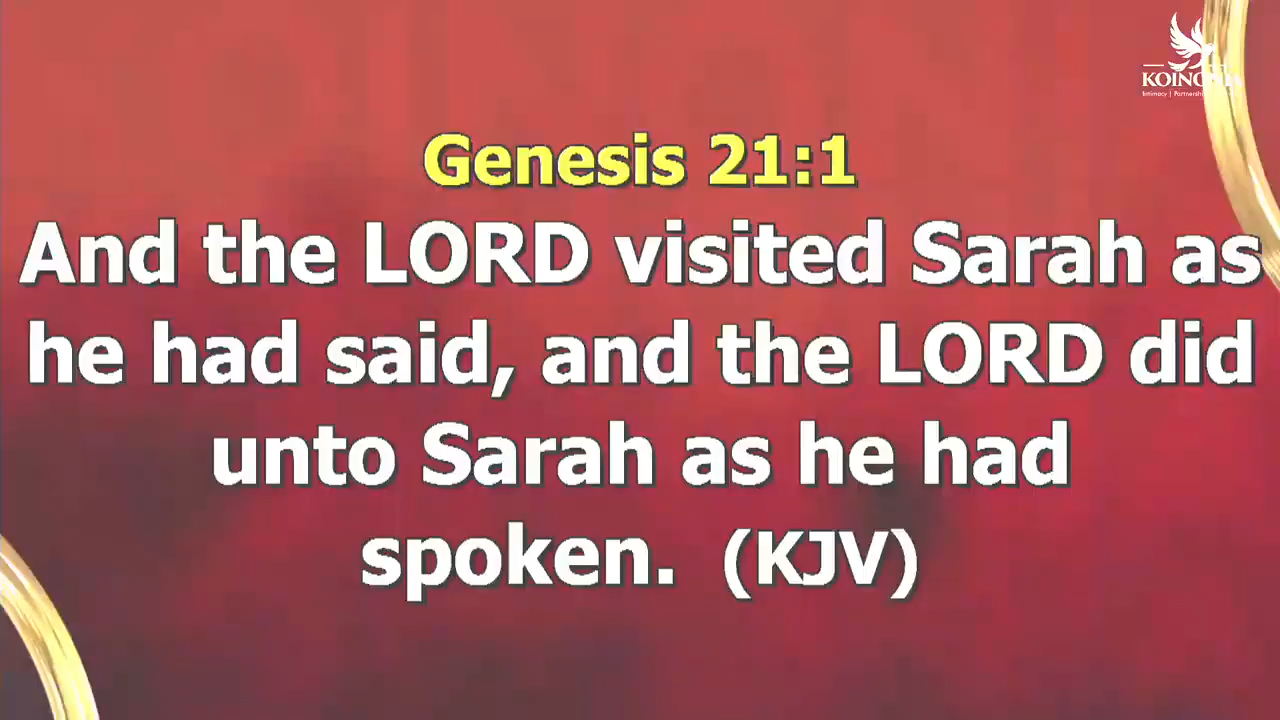 KOINONIA
Genesis 21:1
And the LORD visited Sarah as
he had said, and the LORD did
unto Sarah as he had
spoken. (KJV)